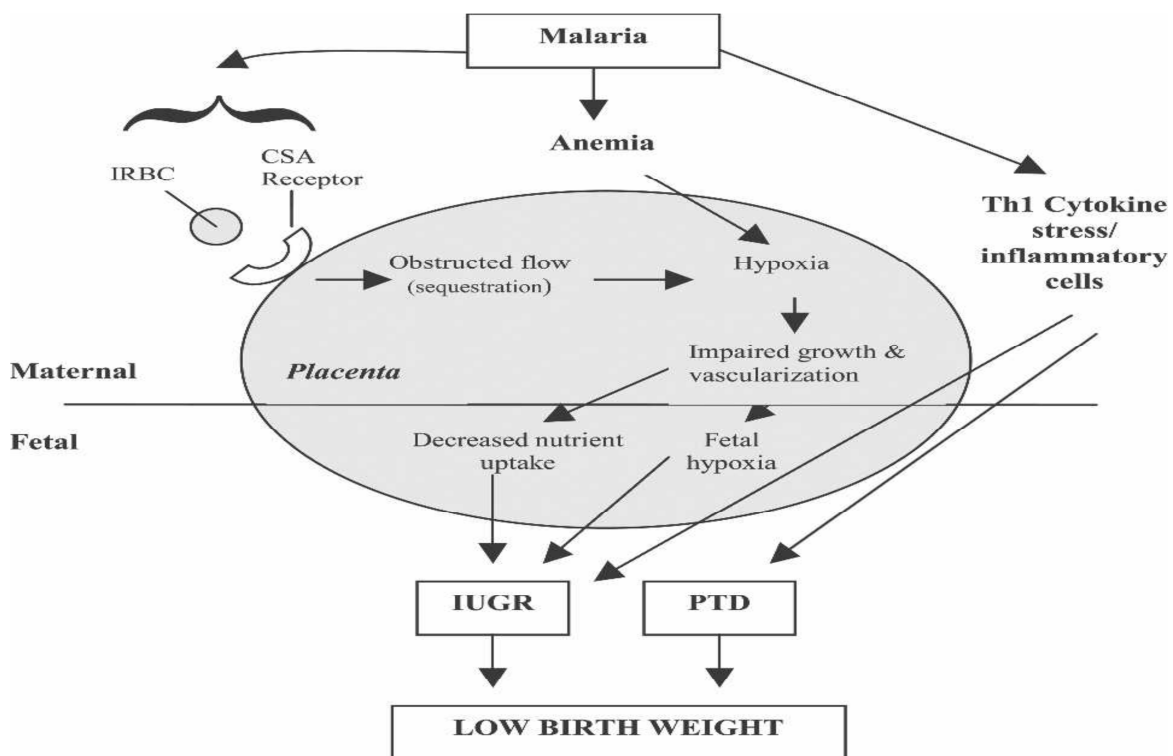 Malaria
Anemia
IRBC
CSA
Receptor
Th1 Cytokine
stress/
inflammatory
cells
Obstructed flow
(sequestration)
Hypoxia
Impaired growth &
vascularization
Maternal
Placenta
Fetal
Decreased nutrient
uptake
Fetal
hypoxia
IUGR
PTD
LOW BIRTH WEIGHT